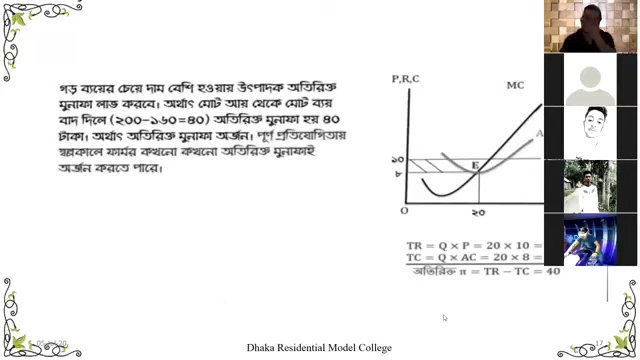 গড় ব্যয়ের চেয়ে দাম বেশি হওয়ায় উৎপাদক অতিরিক্ত
মুনাফা লাভ করবে। অর্থাৎ মোট আয় থেকে মোট ব্যয়
বাদ দিলে (২০০-১৬০=৪০) অতিরিক্ত মুনাফা হয় ৪০
টাকা। অর্থাৎ অতিরিক্ত মুনাফা অর্জন। পূর্ণ প্রতিযোগিতায়
স্বল্পকালে ফার্মর কখনো কখনো অতিরিক্ত মুনাফাই
অর্জন করতে পারে।
P,R,C
MC
A
১০
E
৮
O
২০
TR = Q × P = 20 × 10 =
TC = Q × AC = 20 × 8 =
অতিরিক্ত π = TR − TC = 40
17
Dhaka Residential Model College